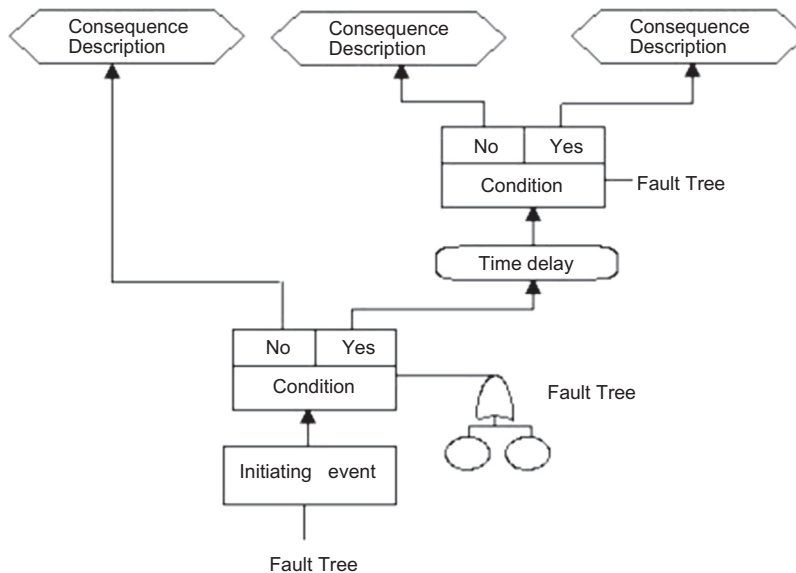 Consequence
Description
Consequence
Description
Consequence
Description
No
Yes
Condition
Fault Tree
Time delay
No
Yes
Condition
Fault Tree
Initiating event
Fault Tree